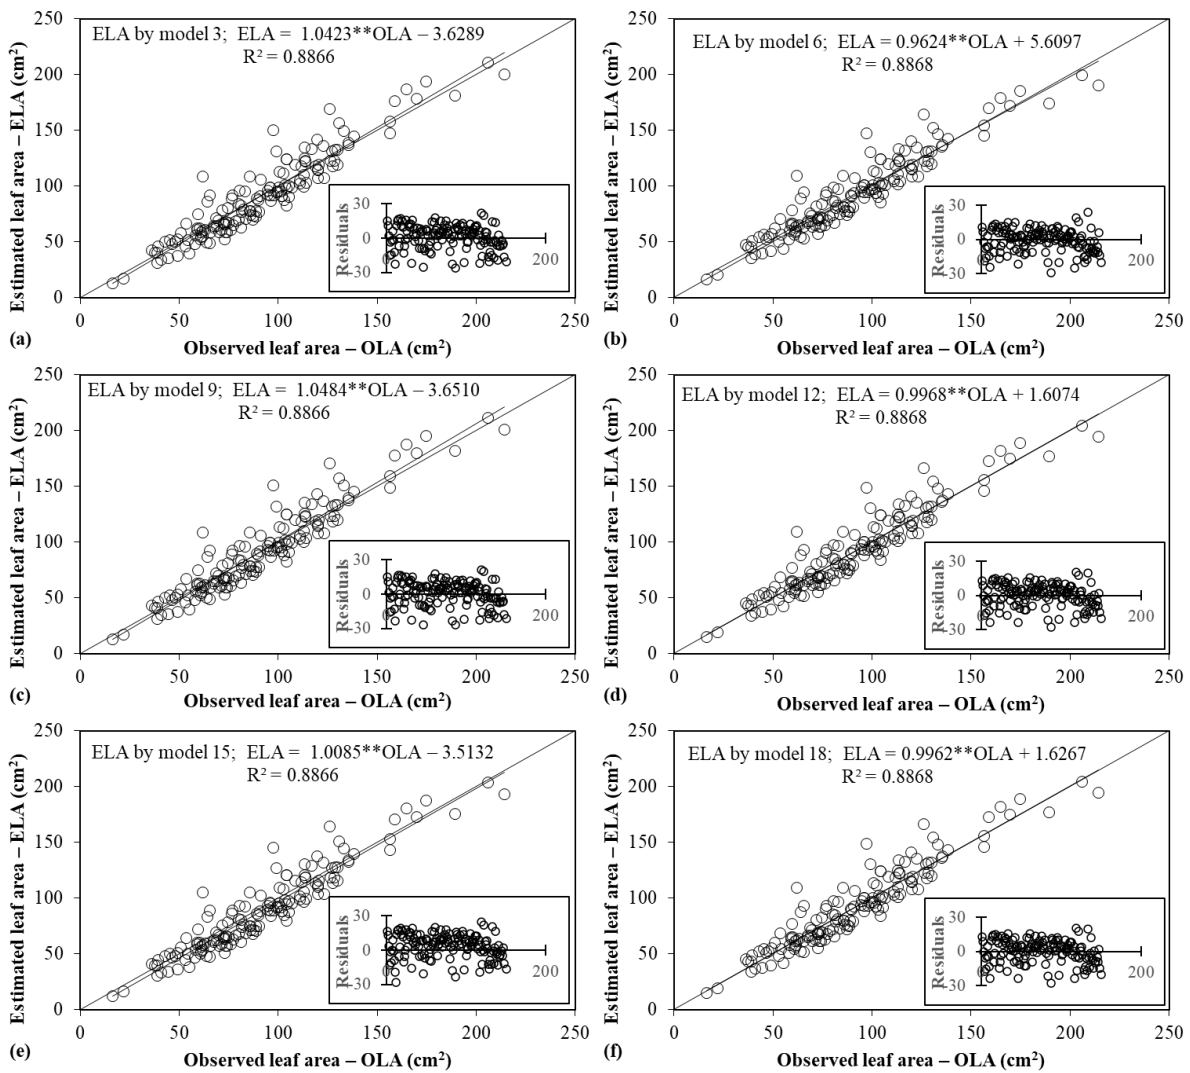 ELA by model 3;  ELA =  1.0423**OLA – 3.6289
R² = 0.8866
Estimated leaf area – ELA (cm²)
250
200
150
100
50
0
Residuals
30
0
-30
0
200
0 50 100 150 200 250
(a)
Observed leaf area – OLA (cm²)
ELA by model 6;  ELA = 0.9624**OLA + 5.6097
R² = 0.8868
Estimated leaf area – ELA (cm²)
250
200
150
100
50
0
Residuals
30
0
-30
0
200
0 50 100 150 200 250
(b)
Observed leaf area – OLA (cm²)
ELA by model 9;  ELA =  1.0484**OLA – 3.6510
R² = 0.8866
Estimated leaf area – ELA (cm²)
250
200
150
100
50
0
Residuals
30
0
-30
0
200
0 50 100 150 200 250
(c)
Observed leaf area – OLA (cm²)
ELA by model 12;  ELA = 0.9968**OLA + 1.6074
R² = 0.8868
Estimated leaf area – ELA (cm²)
250
200
150
100
50
0
Residuals
30
0
-30
0
200
0 50 100 150 200 250
(d)
Observed leaf area – OLA (cm²)
ELA by model 15;  ELA =  1.0085**OLA – 3.5132
R² = 0.8866
Estimated leaf area – ELA (cm²)
250
200
150
100
50
0
Residuals
30
0
-30
0
200
0 50 100 150 200 250
(e)
Observed leaf area – OLA (cm²)
ELA by model 18;  ELA = 0.9962**OLA + 1.6267
R² = 0.8868
Estimated leaf area – ELA (cm²)
250
200
150
100
50
0
Residuals
30
0
-30
0
200
0 50 100 150 200 250
(f)
Observed leaf area – OLA (cm²)